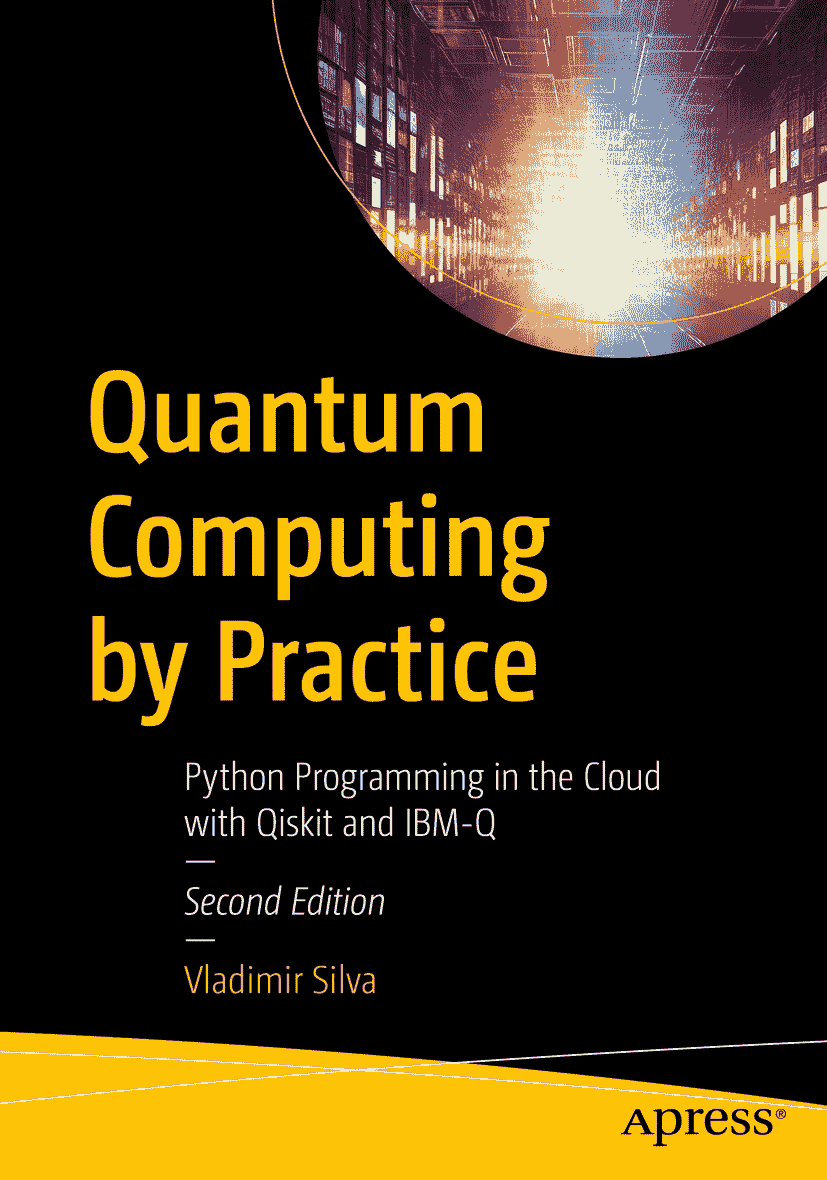 Quantum
Computing
by Practice
Python Programming in the Cloud
with Qiskit and IBM-Q
—
Second Edition
—
Vladimir Silva
Apress®